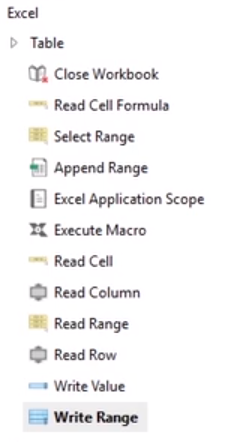 Excel
Table
Close Workbook
Read Cell Formula
Select Range
Append Range
Excel Application Scope
Execute Macro
Read Cell
Read Column
Read Range
Read Row
Write Value
Write Range